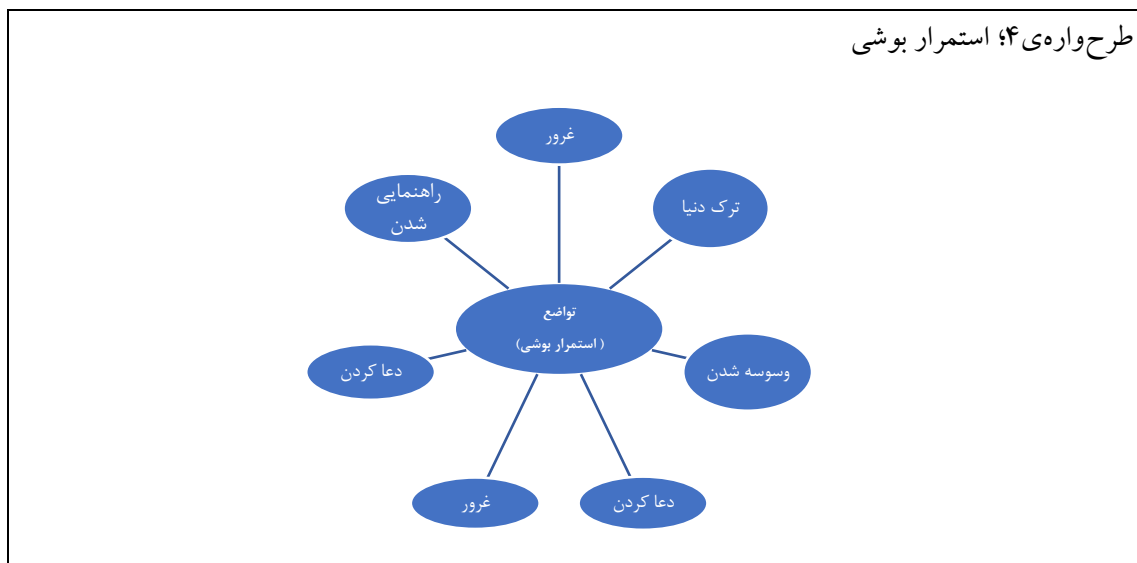 طرح‌واره‌ی۴؛ استمرار بوشی
غرور
ترک دنیا
راهنمایی
شدن
تواضع
( استمرار بوشی)
وسوسه شدن
دعا کردن
دعا کردن
غرور